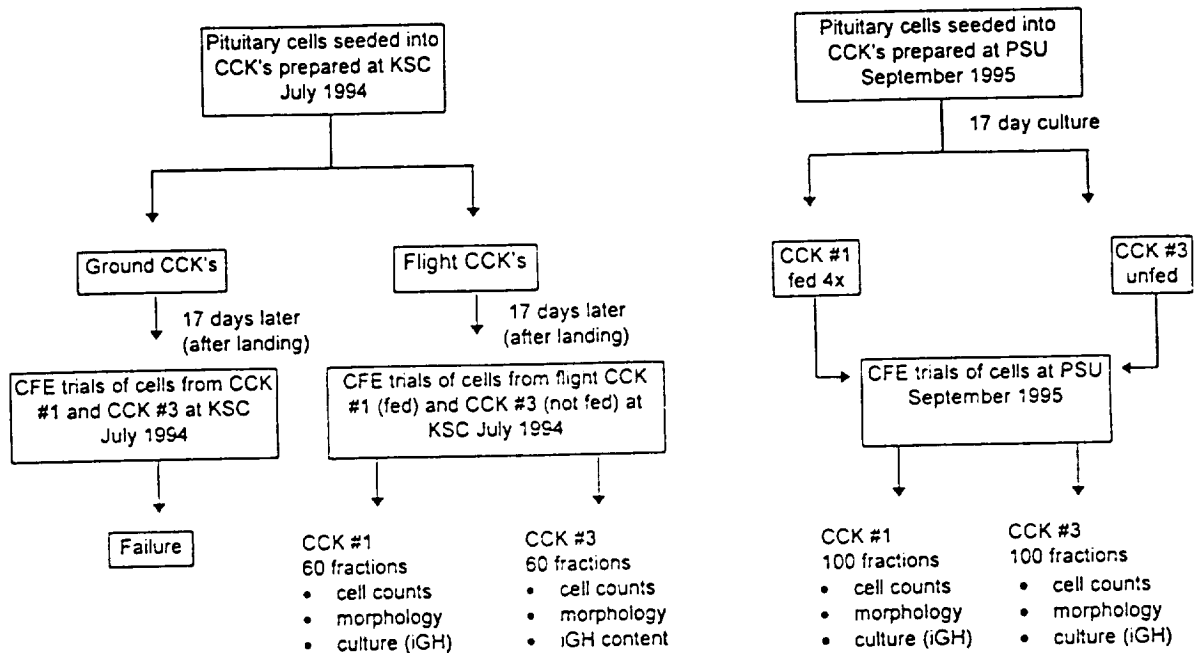 Pituitary cells seeded into
CCK's prepared at KSC
July 1994
Ground CCK's
Flight CCK's
17 days later
(after landing)
17 days later
(after landing)
CFE trials of cells from CCK
#1 and CCK #3 at KSC
July 1994
CFE trials of cells from flight CCK
#1 (fed) and CCK #3 (not fed) at
KSC July 1994
Failure
CCK #1
60 fractions
• cell counts
• morphology
• culture (iGH)
CCK #3
60 fractions
• cell counts
• morphology
• iGH content
Pituitary cells seeded into
CCK's prepared at PSU
September 1995
17 day culture
CCK #1
fed 4x
CCK #3
unfed
CFE trials of cells at PSU
September 1995
CCK #1
100 fractions
• cell counts
• morphology
• culture (iGH)
CCK #3
100 fractions
• cell counts
• morphology
• culture (iGH)